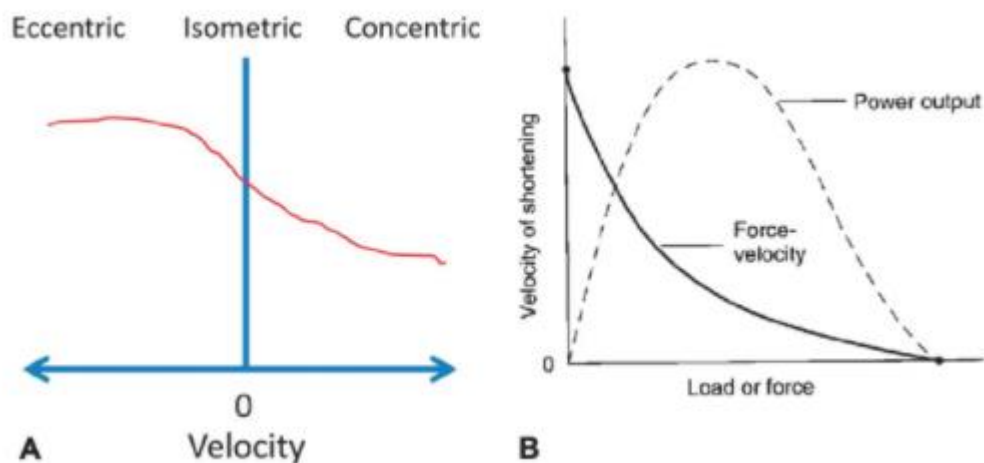 Eccentric Isometric Concentric
0
Velocity
A
Velocity of shortening
Power output
Force-
velocity
0
Load or force
B